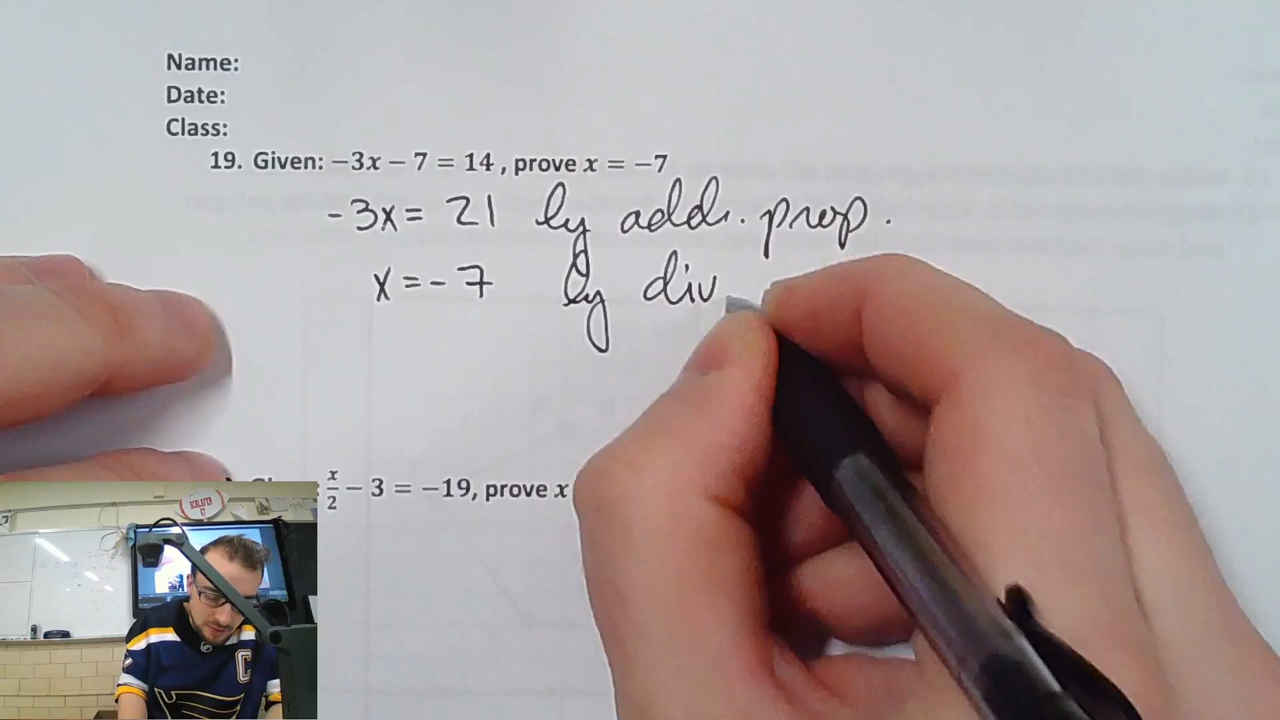 Name:
Date:
Class:
19. Given: −3x − 7 = 14 , prove x = −7
-3x = 21 by addi. prop.
x = -7 by div
x/2 − 3 = −19, prove x
C